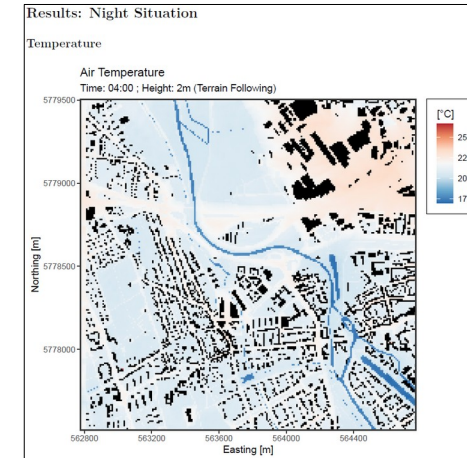 Results: Night Situation
Temperature
Air Temperature
Time: 04:00 ; Height: 2m (Terrain Following)
[°C]
25
22
20
17
5779500
5779000
5778500
5778000
Northing [m]
562800
563200
563600
564000
564400
Easting [m]